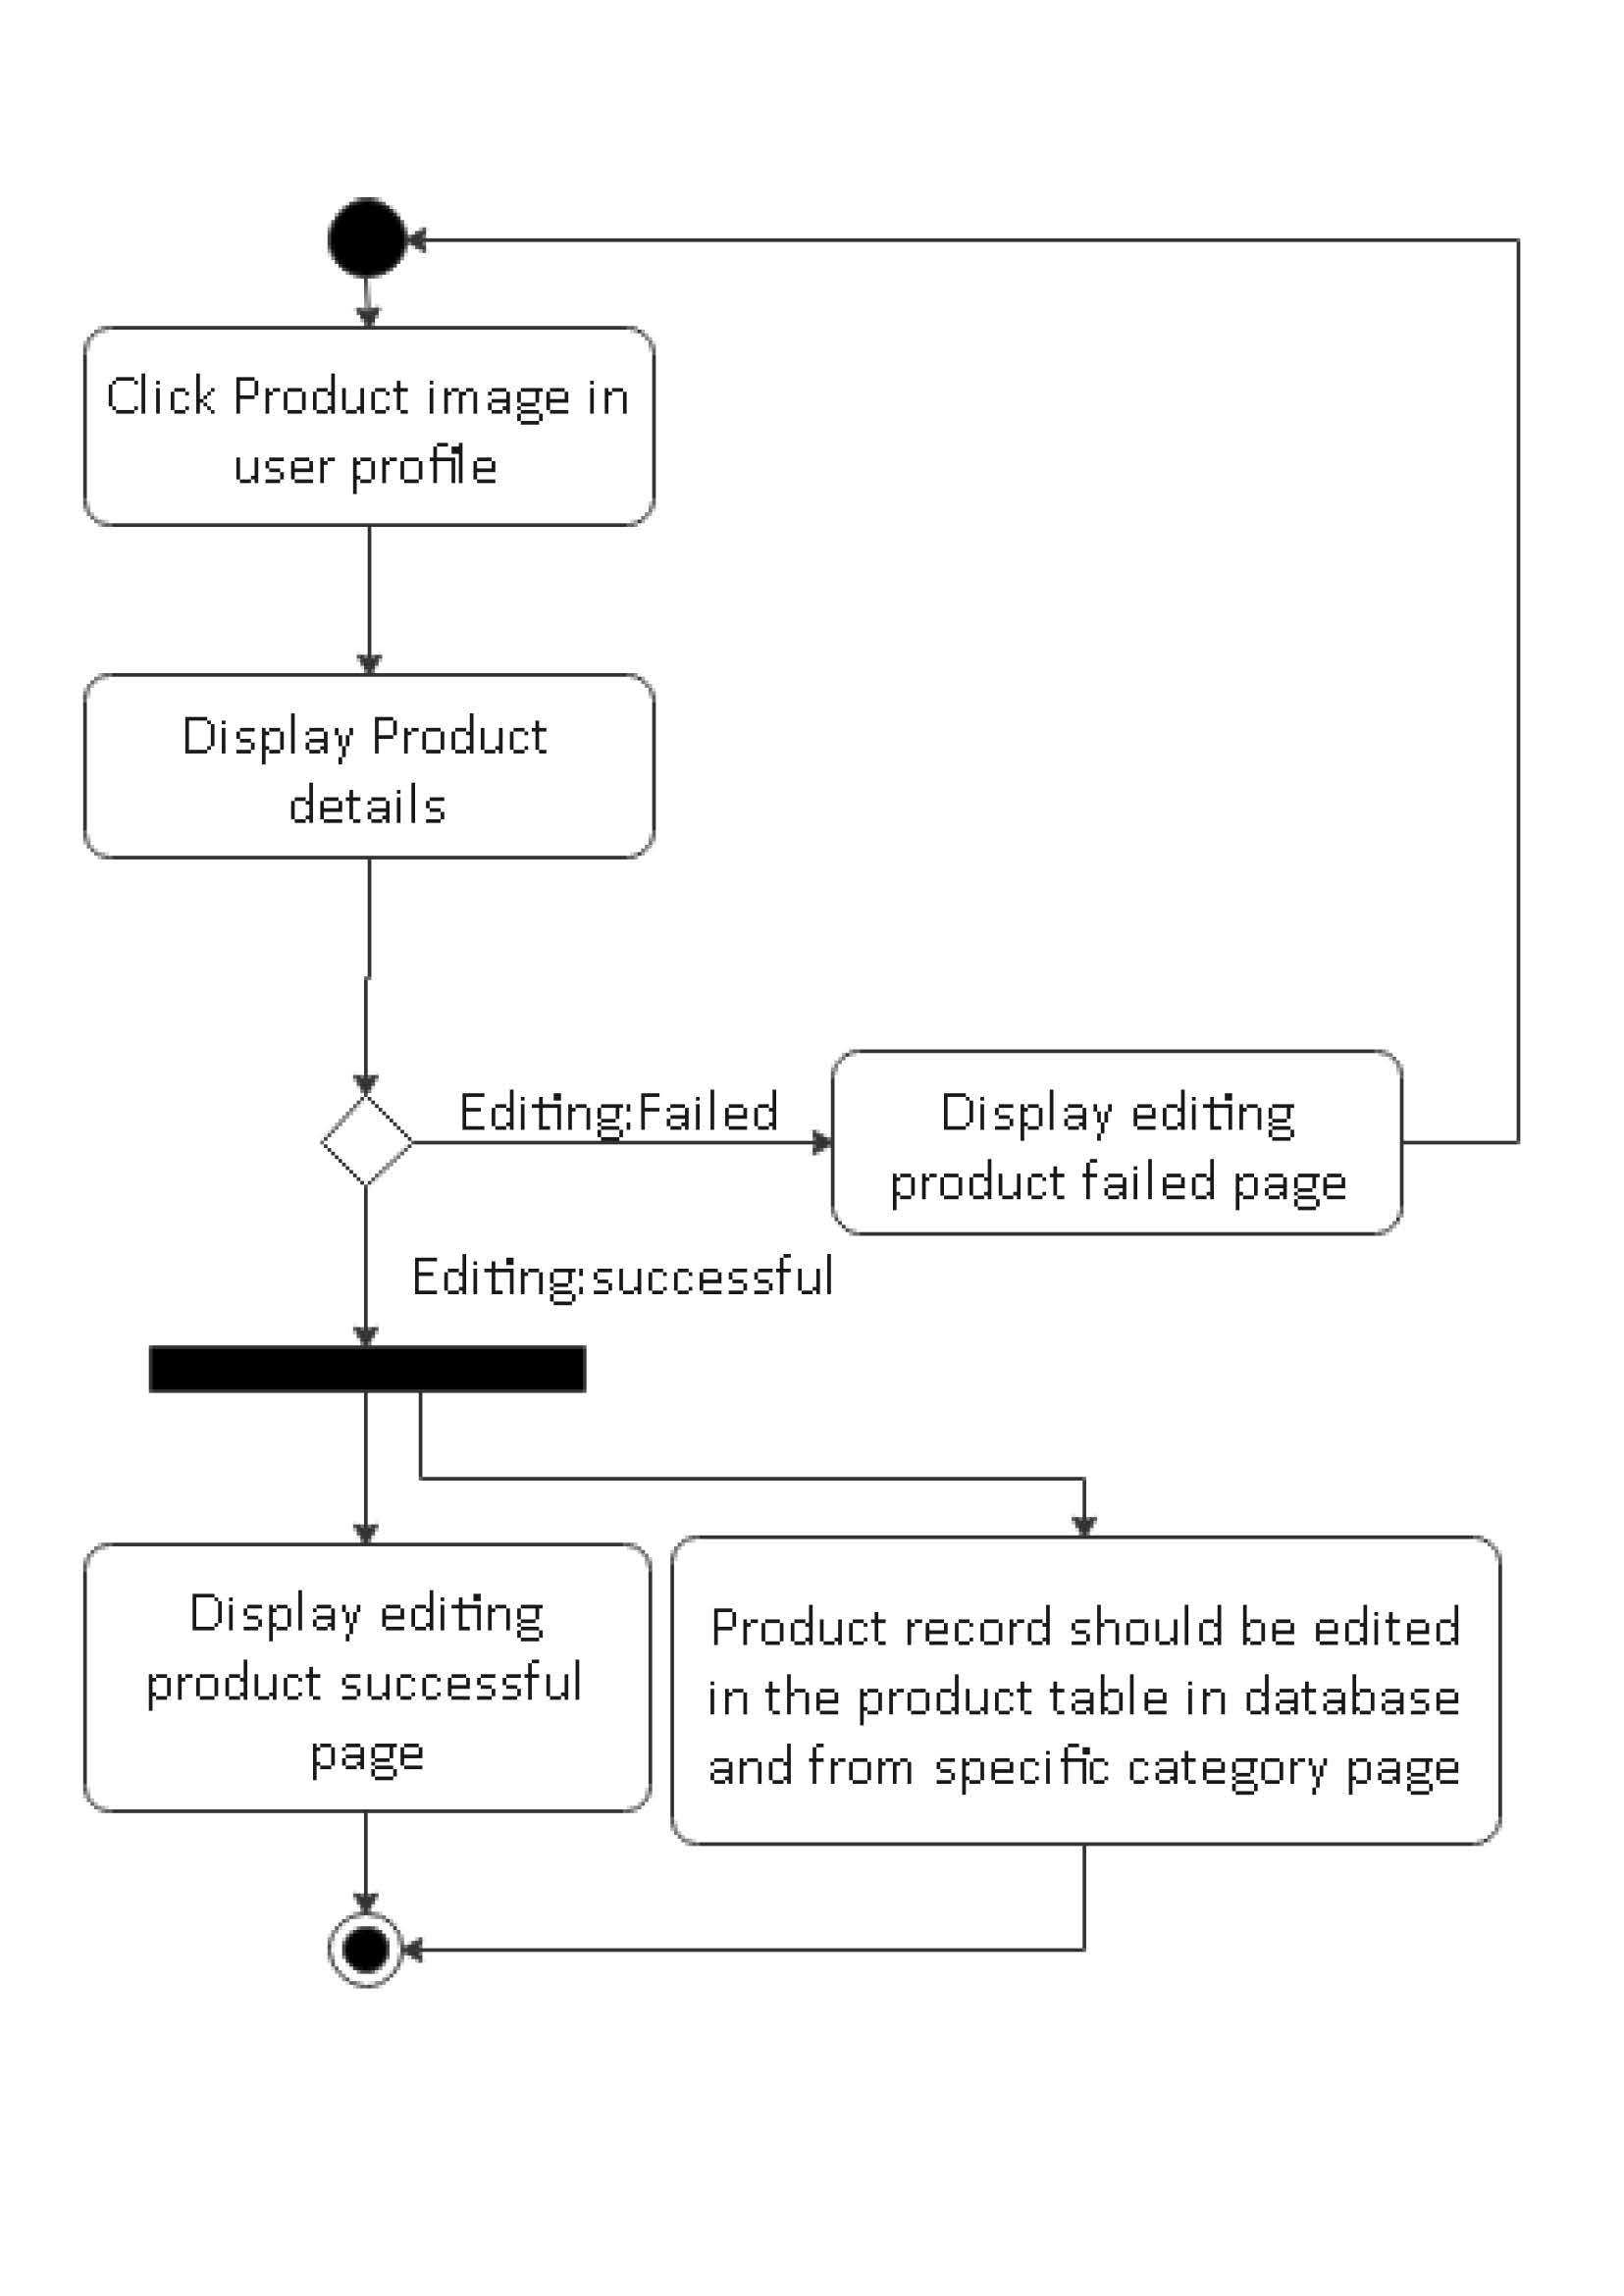 Click Product image in
user profile
Display Product
details
Editing:Failed
Display editing
product failed page
Editing:successful
Display editing
product successful
page
Product record should be edited
in the product table in database
and from specific category page